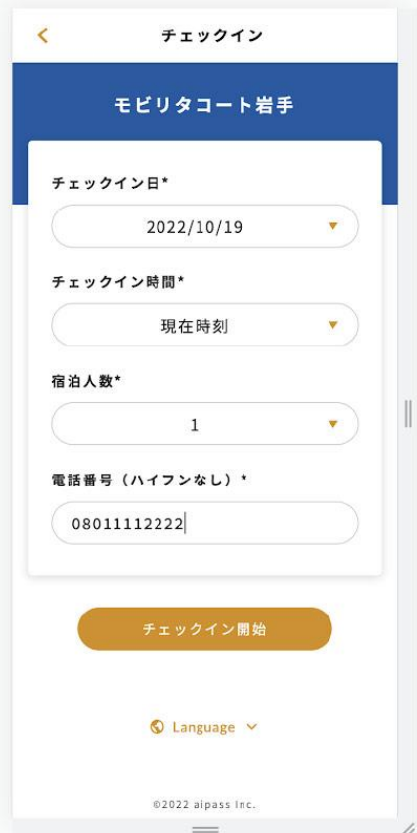 チェックイン
モビリタコート岩手
チェックイン日*
2022/10/19
チェックイン時間*
現在時刻
宿泊人数*
1
電話番号（ハイフンなし）*
08011112222
チェックイン開始
Language
©2022 aipass Inc.